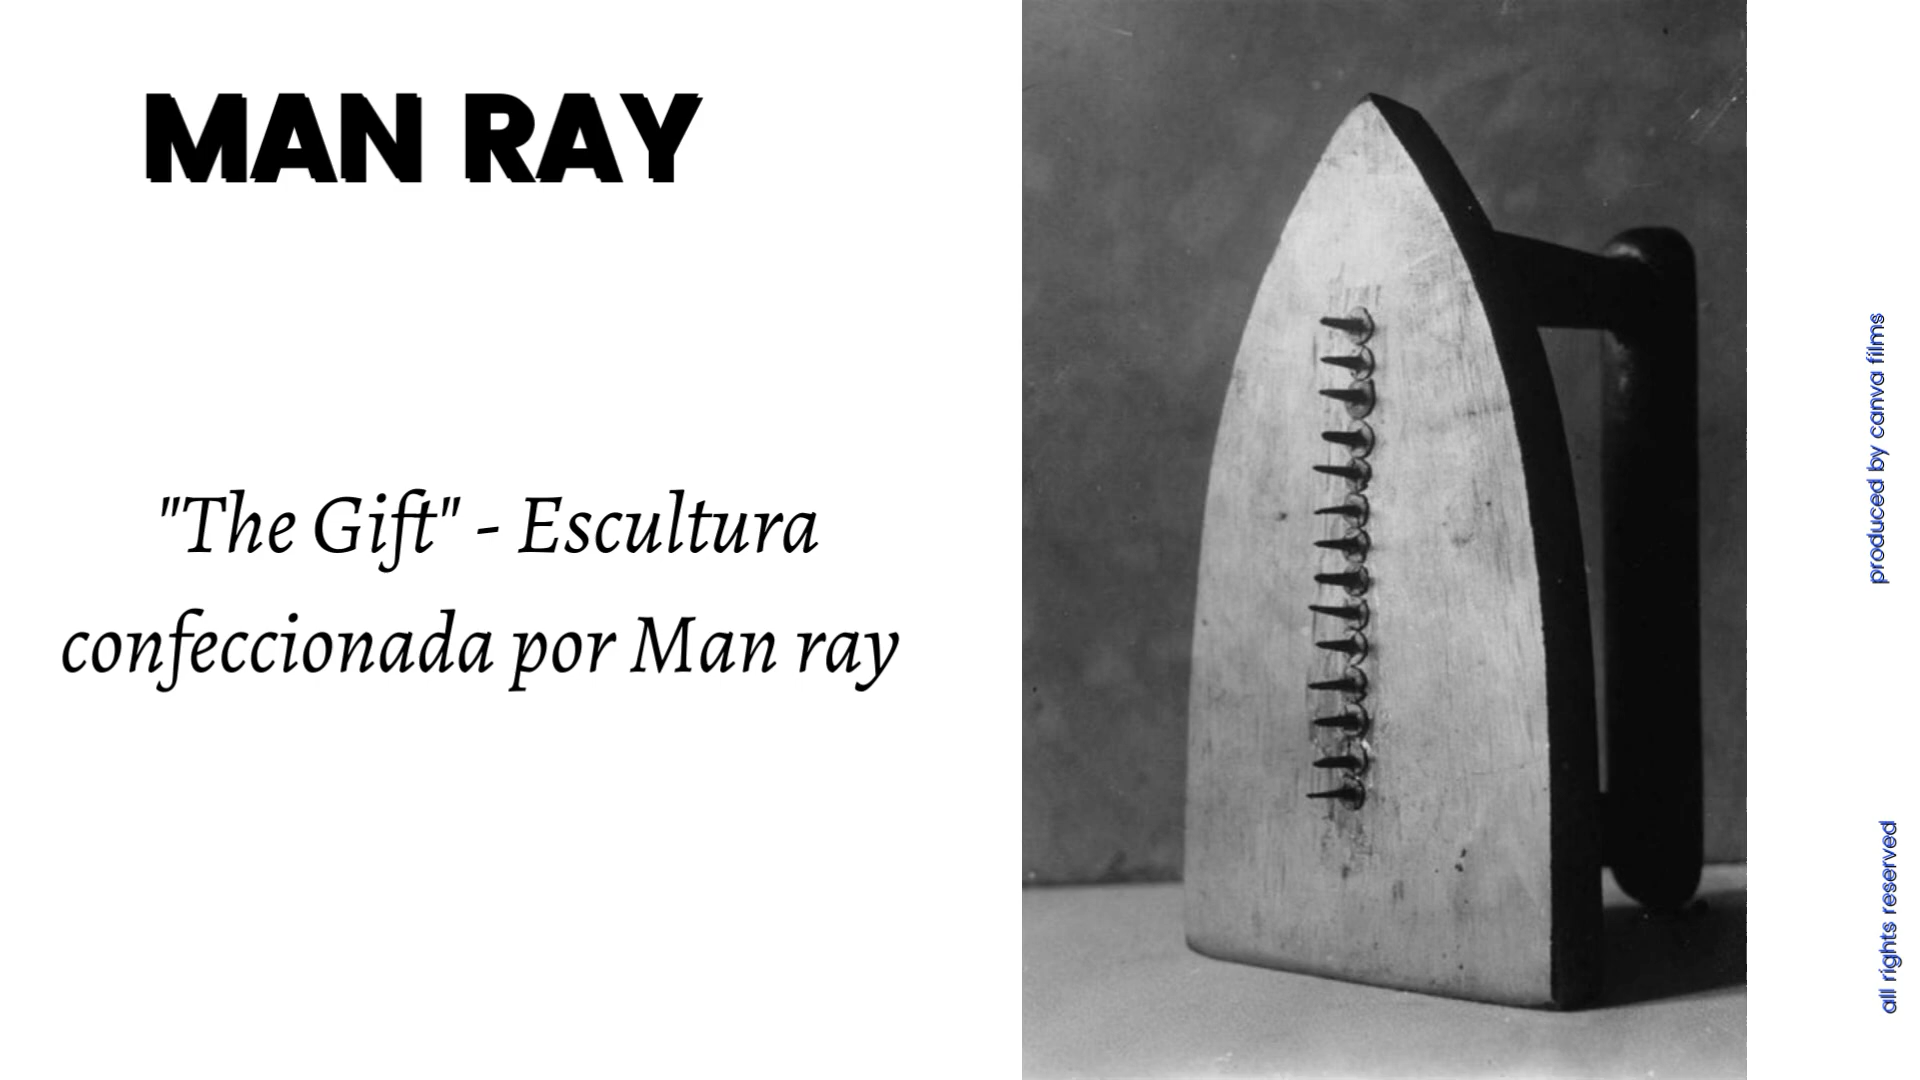 MAN RAY
"The Gift" - Escultura
confeccionada por Man ray
produced by canva films
all rights reserved